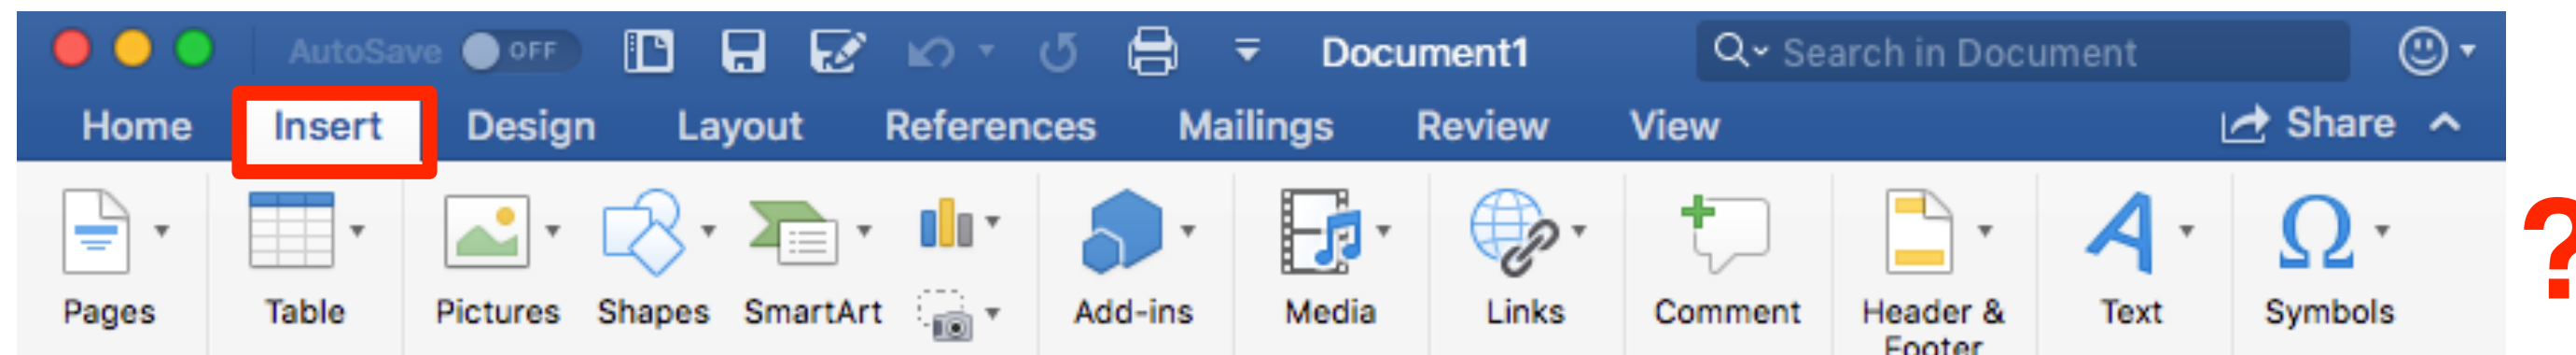 AutoSave OFF Document1 Search in Document
Home Insert Design Layout References Mailings Review View Share
Pages Table Pictures Shapes SmartArt Add-ins Media Links Comment Header & Text Symbols
Footer
?